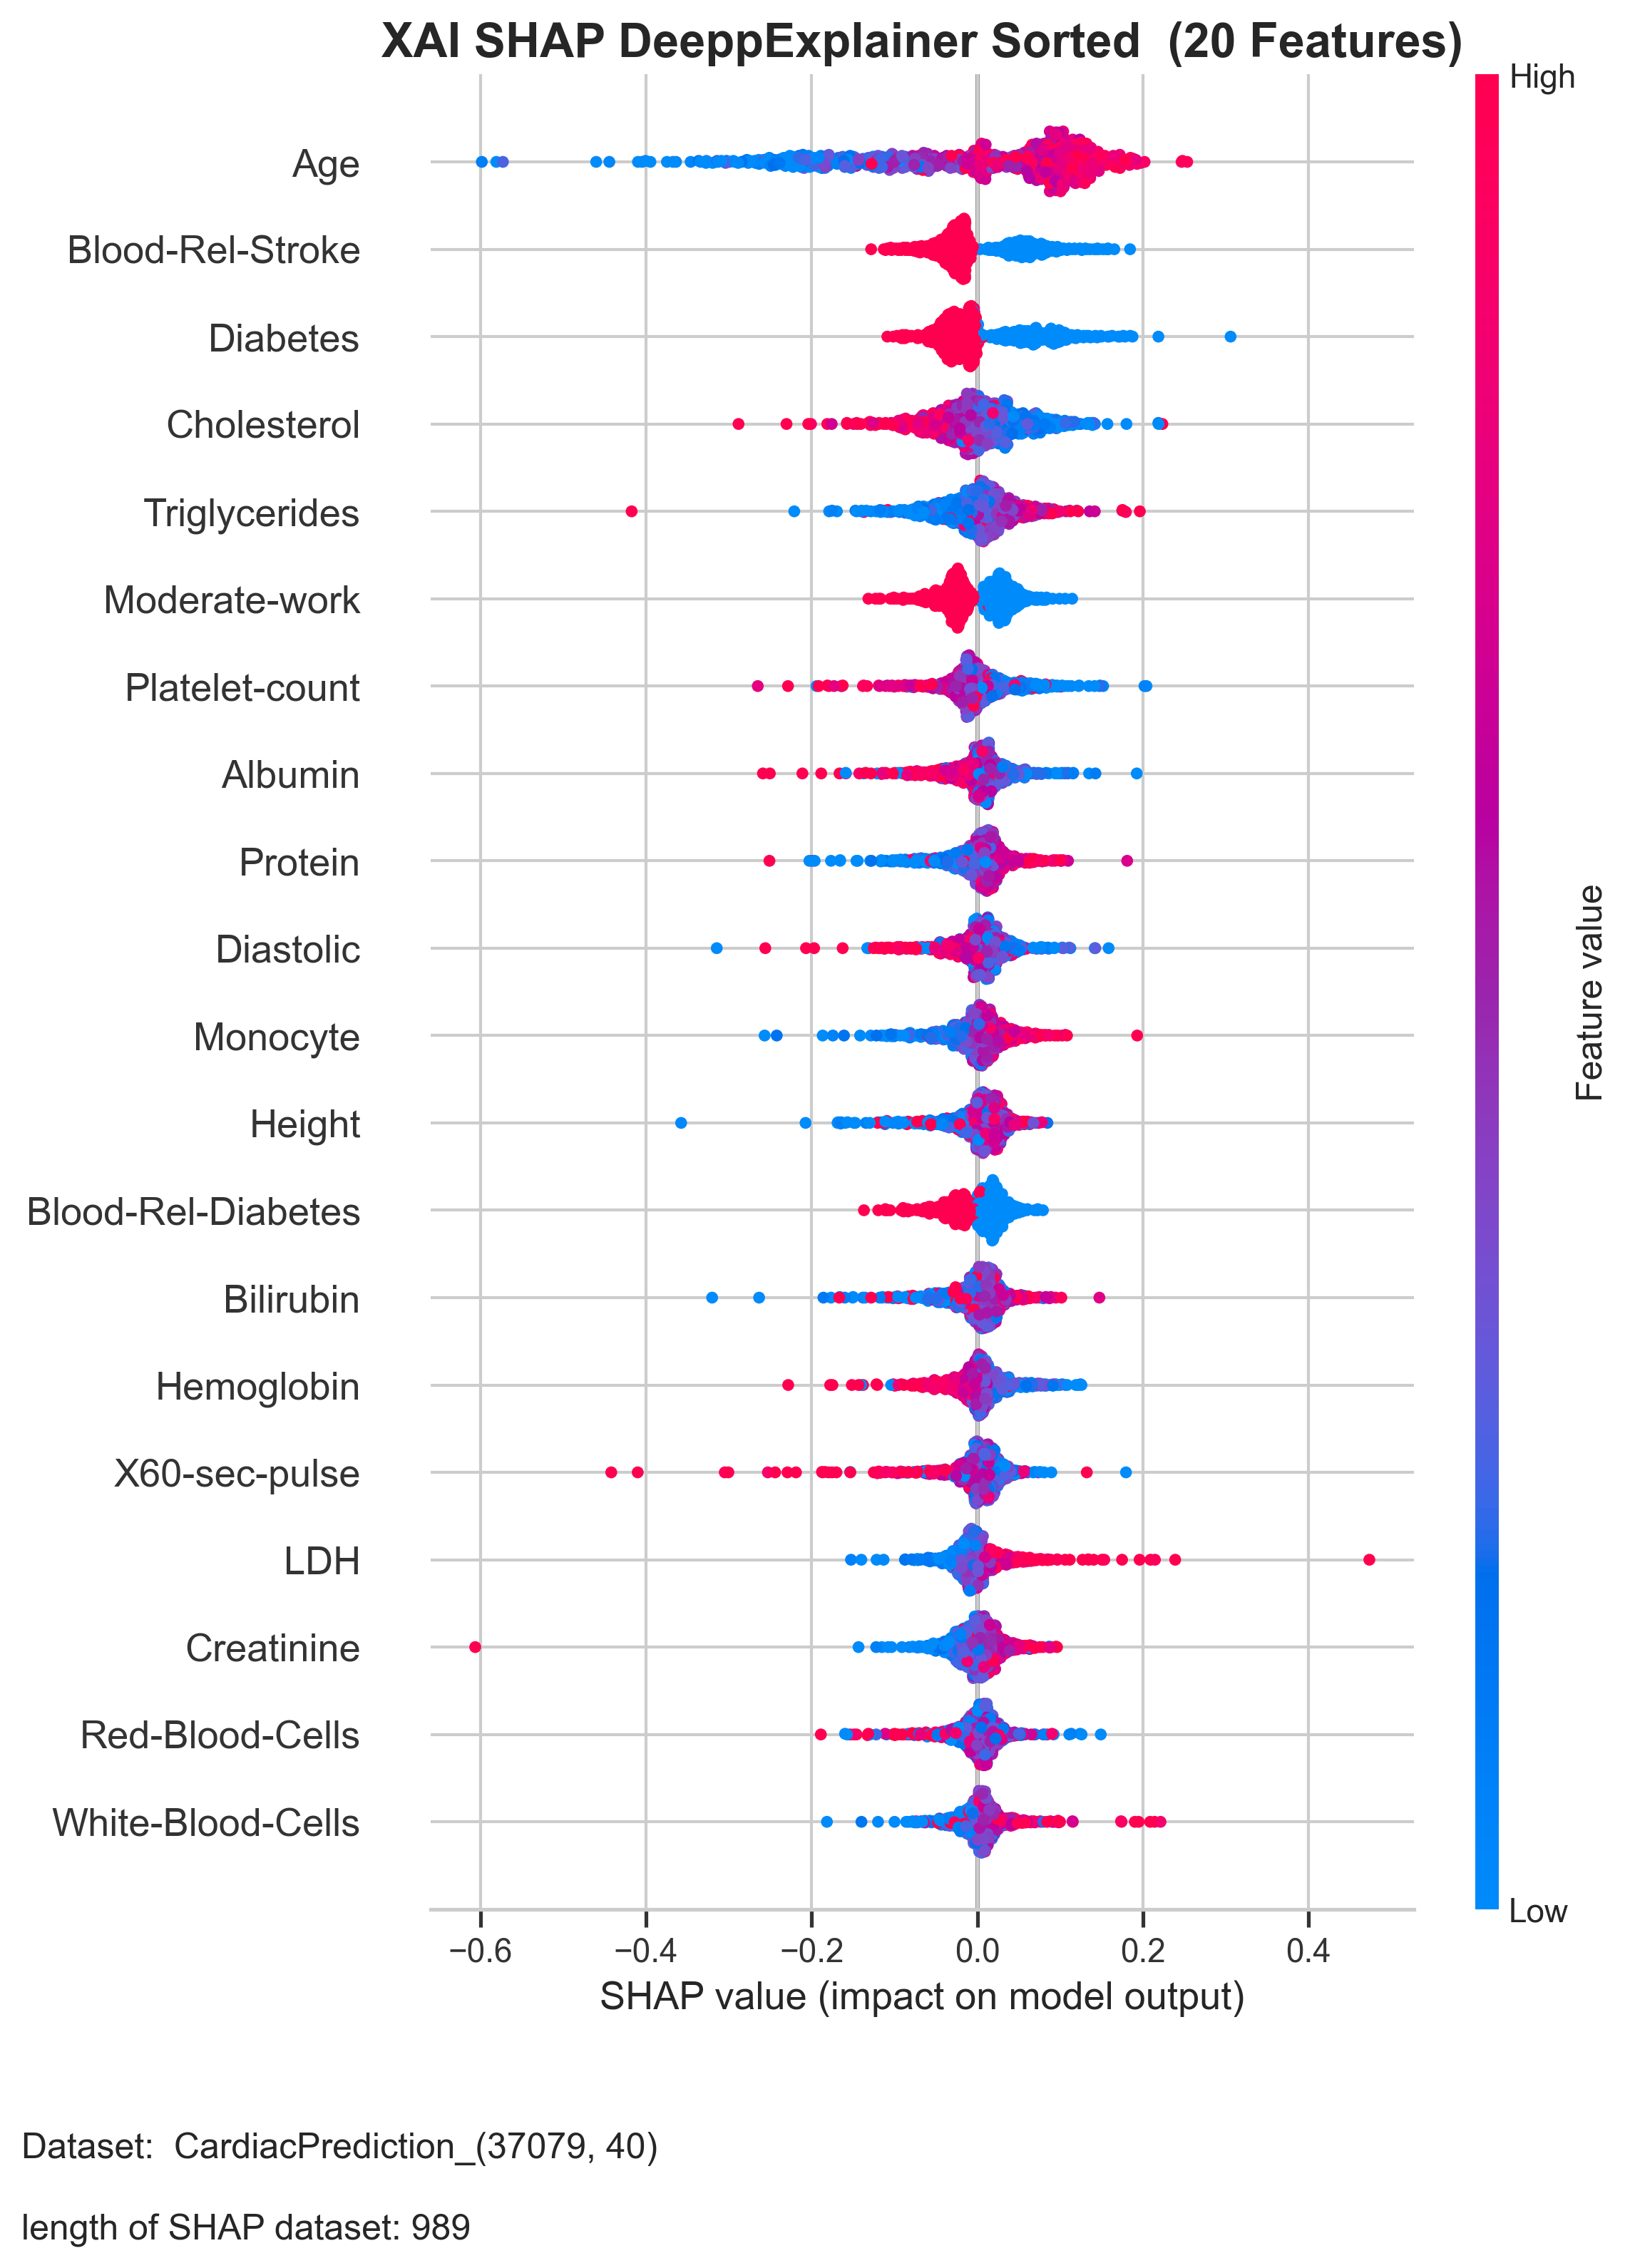 XAI SHAP DeeppExplainer Sorted  (20 Features)
High
Age
Blood-Rel-Stroke
Diabetes
Cholesterol
Triglycerides
Moderate-work
Platelet-count
Albumin
Protein
Diastolic
Monocyte
Height
Blood-Rel-Diabetes
Bilirubin
Hemoglobin
X60-sec-pulse
LDH
Creatinine
Red-Blood-Cells
White-Blood-Cells
Feature value
Low
−0.6 −0.4 −0.2 0.0 0.2 0.4
SHAP value (impact on model output)
Dataset:  CardiacPrediction_(37079, 40)
length of SHAP dataset: 989